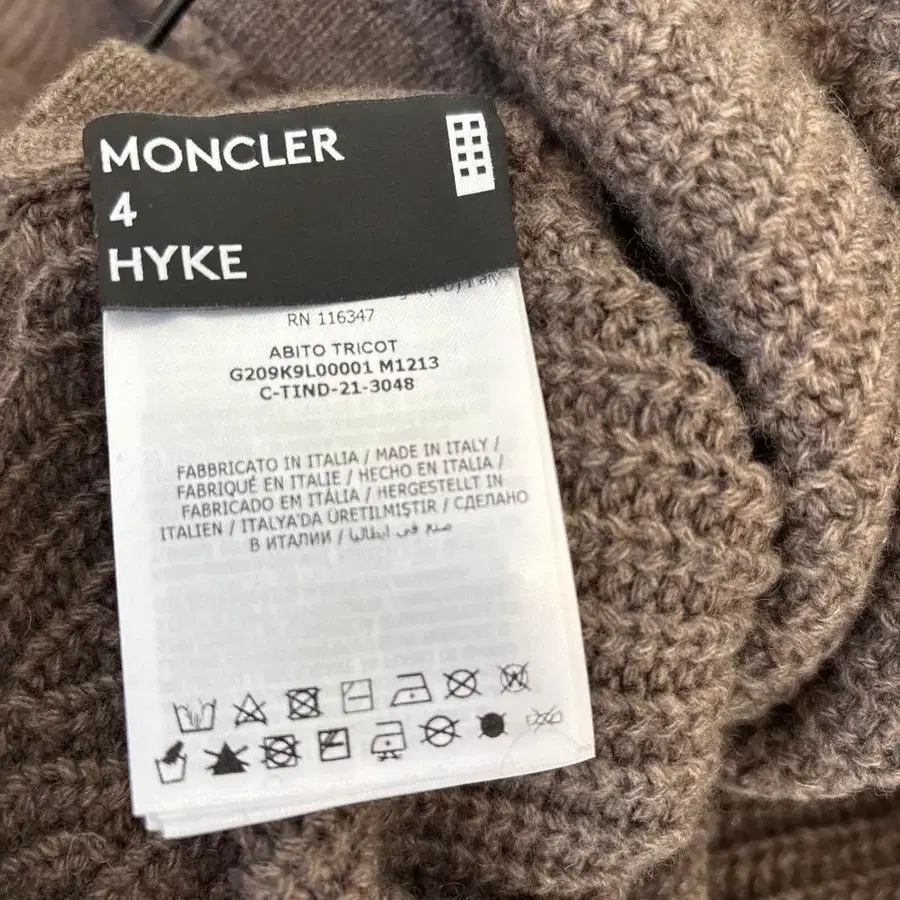 MONCLER
4
HYKE
RN 116347
ABITO TRICOT
G209K9L00001 M1213
C-TIND-21-3048
FABBRICATO IN ITALIA / MADE IN ITALY /
FABRIQUÉ EN ITALIE / HECHO EN ITALIA /
FABRICADO EM ITÁLIA / HERGESTELLT IN
ITALIEN / ITALYA'DA ÜRETILMIŞTIR / СДЕЛАНО
В ИТАЛИИ / صنع في ايطاليا